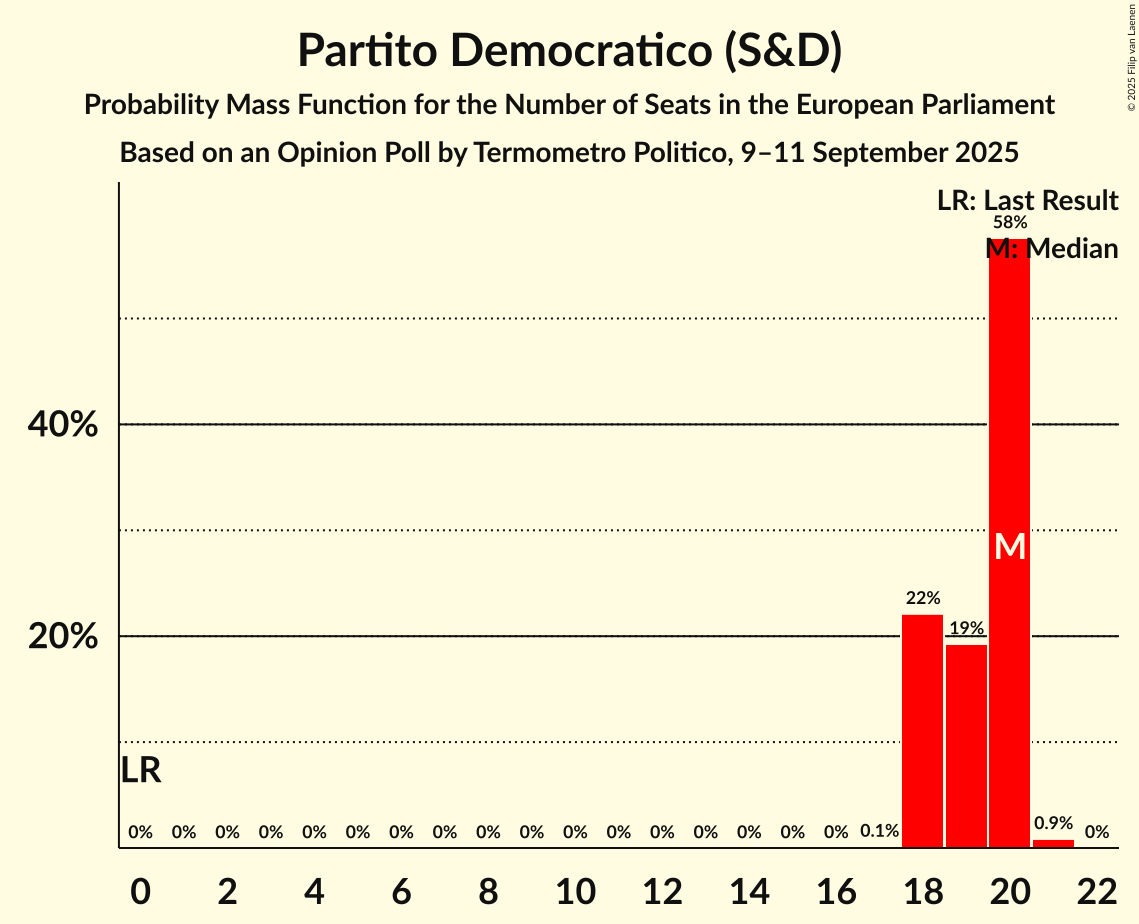 Partito Democratico (S&D)
Probability Mass Function for the Number of Seats in the European Parliament
Based on an Opinion Poll by Termometro Politico, 9–11 September 2025
© 2025 Filip van Laenen
LR: Last Result
M: Median
58%
40%
M
22%
19%
20%
LR
0% 0% 0% 0% 0% 0% 0% 0% 0% 0% 0% 0% 0% 0% 0% 0% 0% 0.1% 0.9% 0%
0 2 4 6 8 10 12 14 16 18 20 22